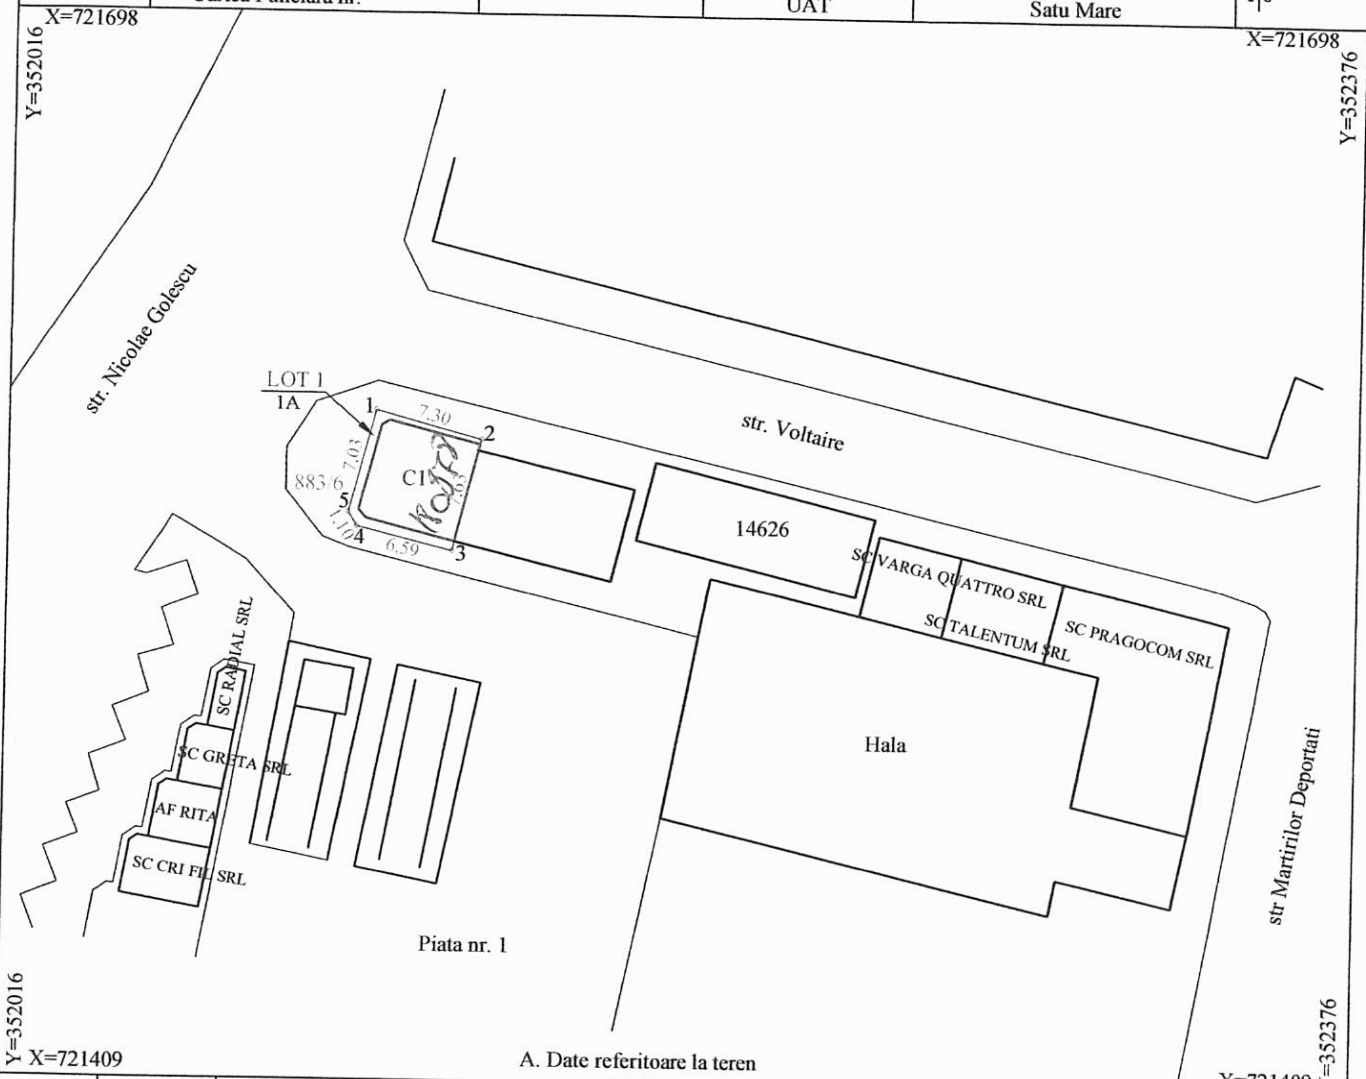 UAT
Satu Mare
X=721698
X=721698
Y=352016
Y=352376
str. Nicolae Golescu
LOT 1
1A
1
7.30
2
str. Voltaire
7.03
C1
7.63
883/6
5
1.10
4
6,59
3
14626
SC VARGA QUATTRO SRL
SC TALENTUM SRL
SC PRAGOCOM SRL
SC RADIAL SRL
SC GRETA SRL
AF RITA
SC CRI FIL SRL
Hala
str Martirilor Deportati
Piata nr. 1
Y=352016
=352376
X=721409
A. Date referitoare la teren